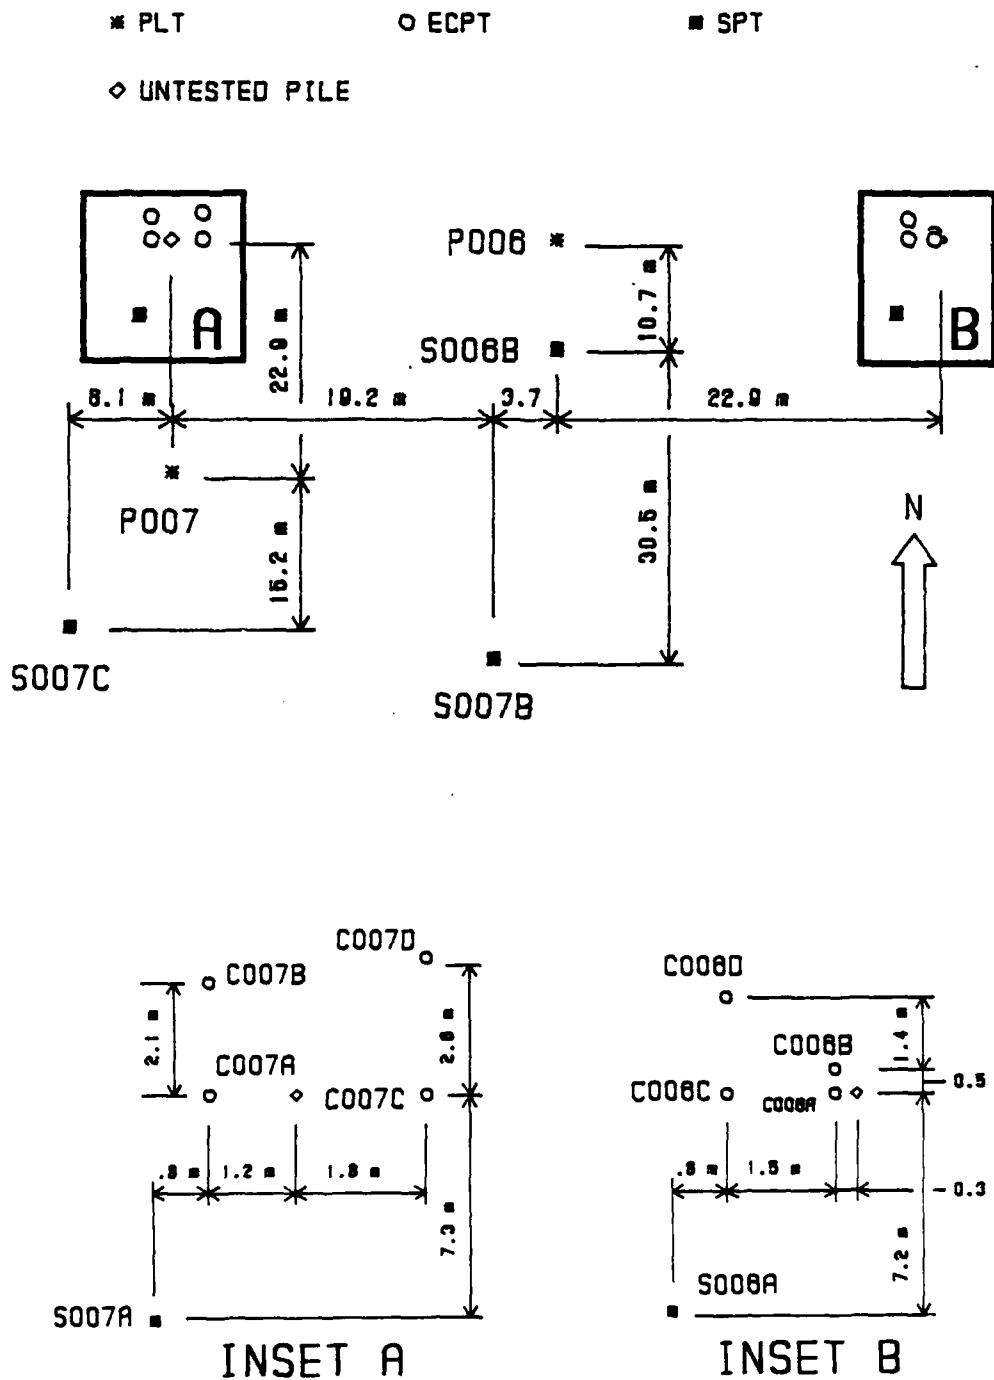 PLT
ECPT
SPT
UNTESTED PILE
P006
10.7 m
A
22.9 m
S006B
B
6.1 m
19.2 m
3.7
22.9 m
P007
15.2 m
30.5 m
N
S007C
S007B
C007D
C007B
C006D
2.1 m
2.6 m
1.4 m
C007A
C006B
0.5
C007C
C006C
C006A
.8 m
1.2 m
1.8 m
.8 m
1.5 m
0.3
7.3 m
7.2 m
S006A
S007A
INSET A
INSET B